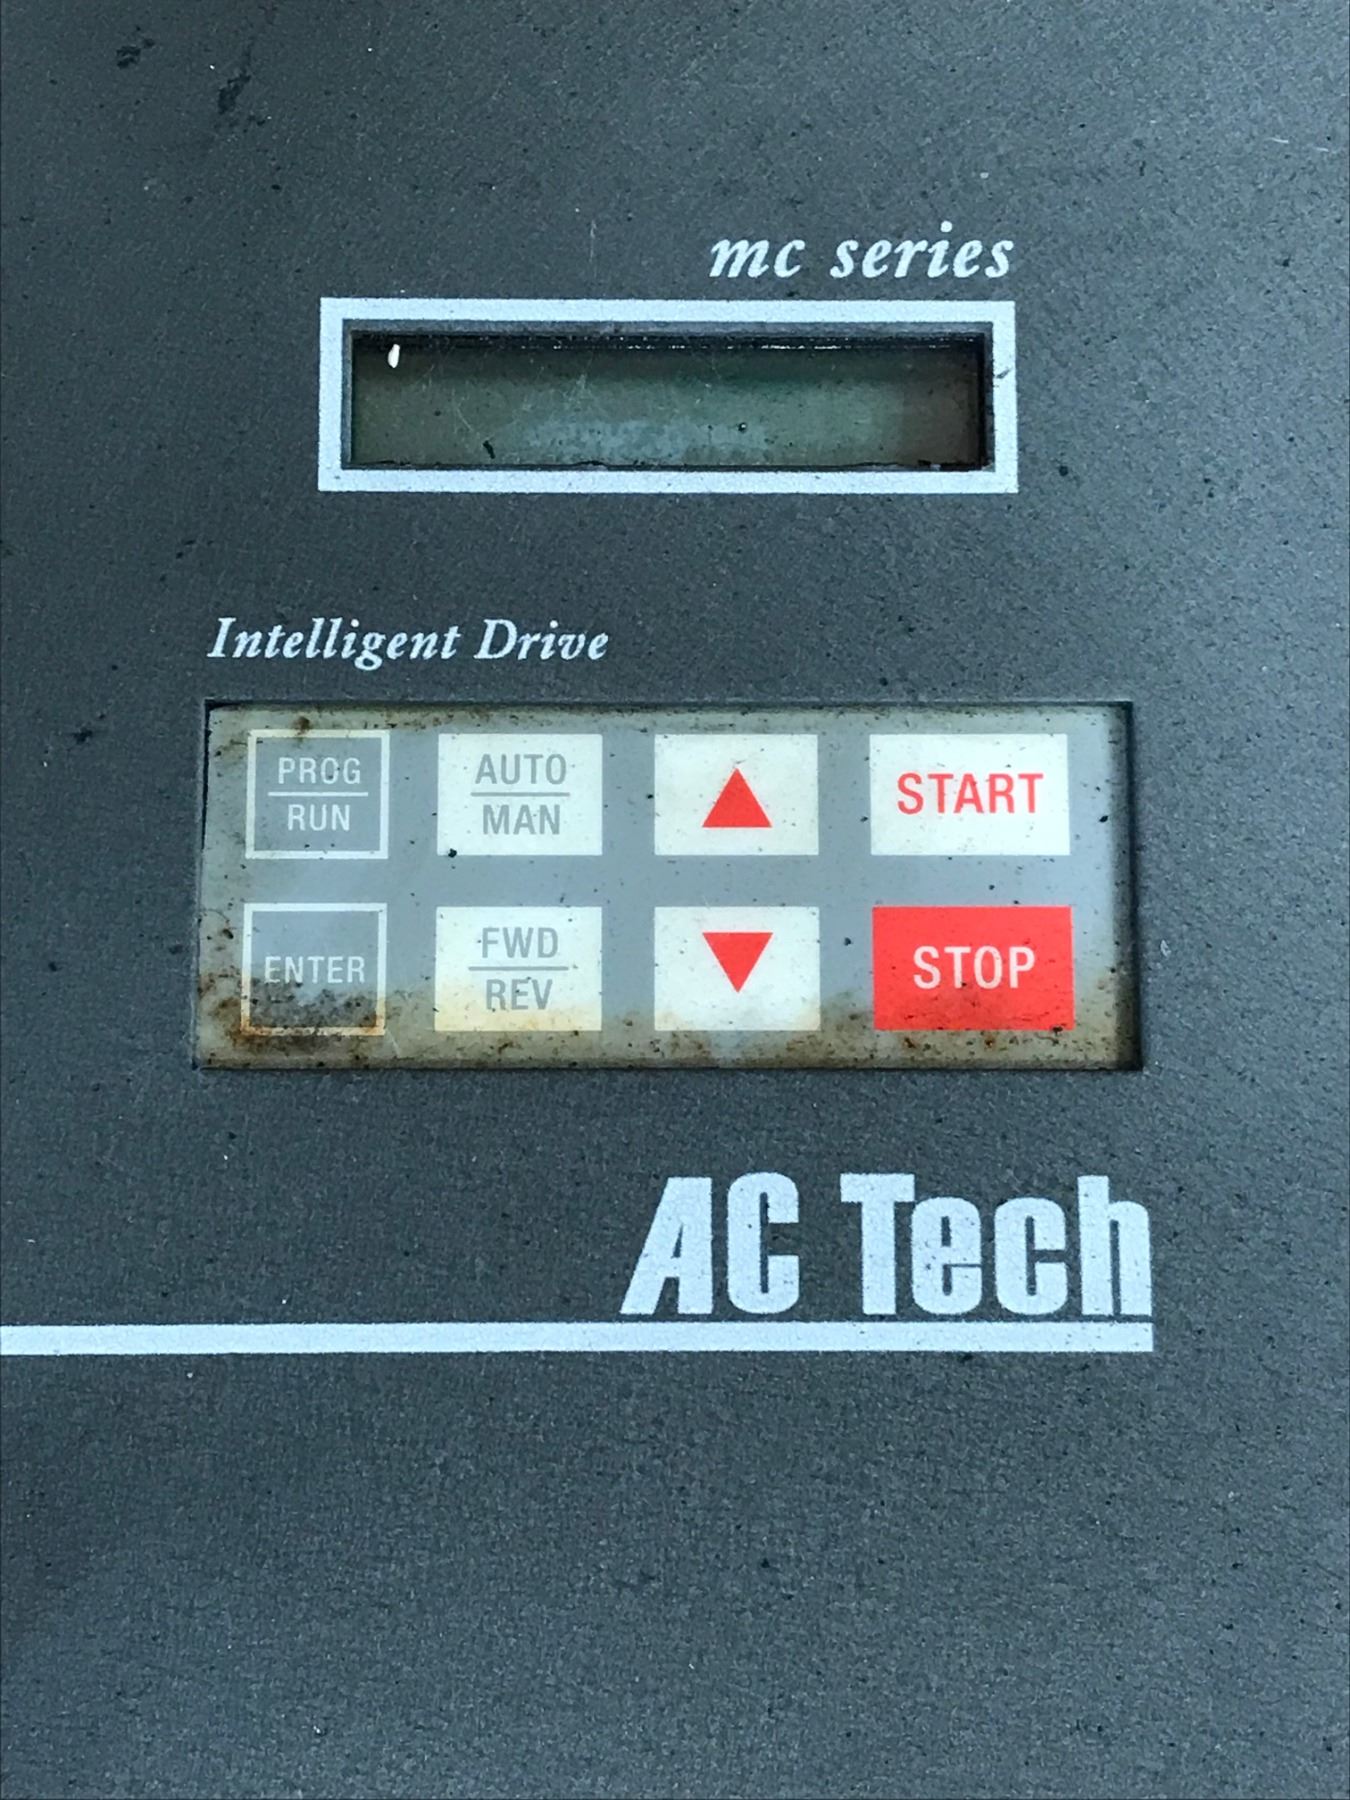 mc series
Intelligent Drive
PROG
RUN
AUTO
MAN
START
ENTER
FWD
REV
STOP
AC Tech